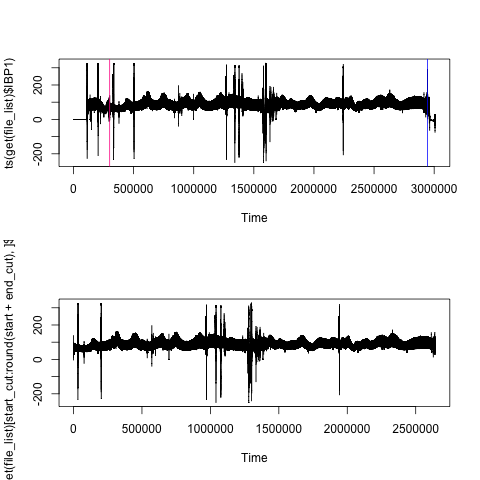 ts(get(file_list)$IBP1)
200
0
-200
0 500000 1000000 1500000 2000000 2500000 3000000
Time
et(file_list)[start_cut:round(start + end_cut), ]$
200
0
-200
0 500000 1000000 1500000 2000000 2500000
Time